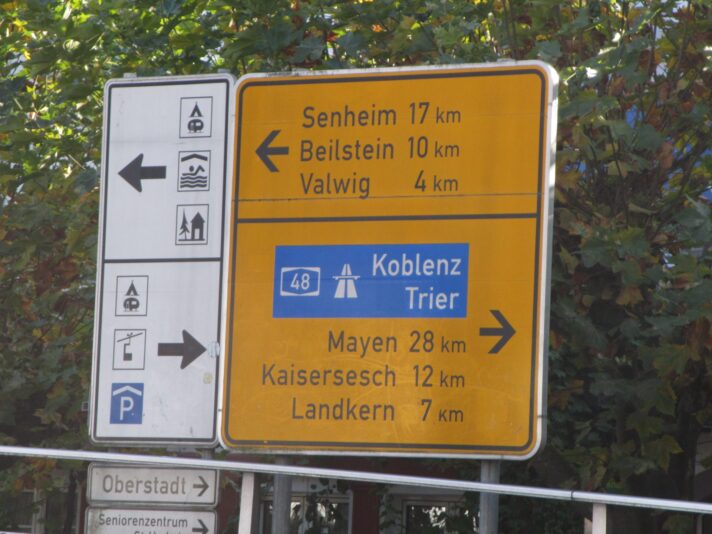 Senheim 17 km
Beilstein 10 km
Valwig 4 km
48
Koblenz
Trier
Mayen 28 km
Kaisersesch 12 km
Landkern 7 km
P
Oberstadt
Seniorenzentrum